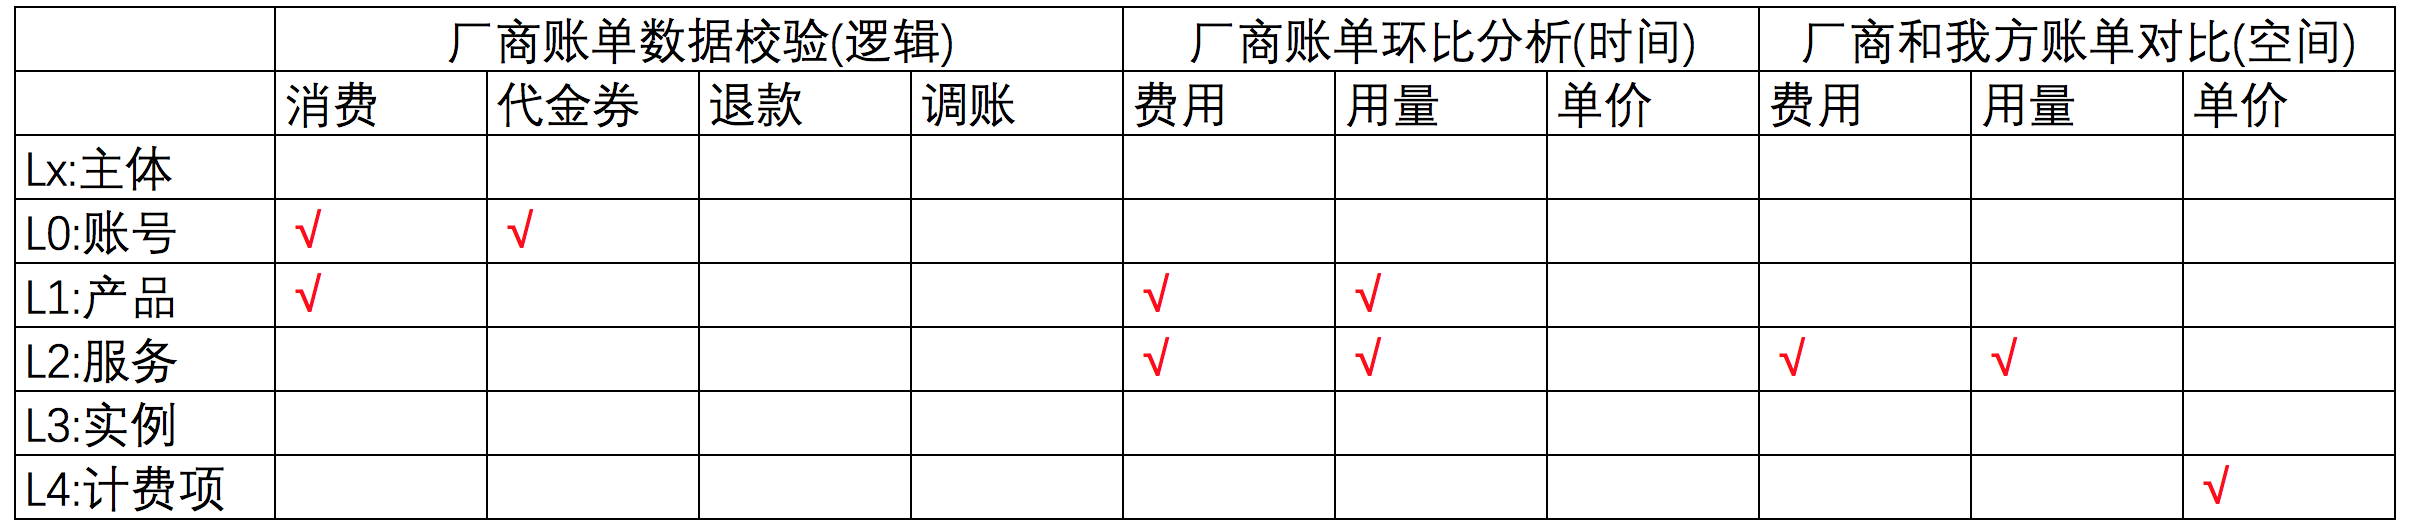 厂商账单数据校验(逻辑) 厂商账单环比分析(时间) 厂商和我方账单对比(空间)
消费 代金券 退款 调账 费用 用量 单价 费用 用量 单价
Lx:主体
L0:账号 √ √
L1:产品 √ √ √
L2:服务 √ √ √ √
L3:实例
L4:计费项 √